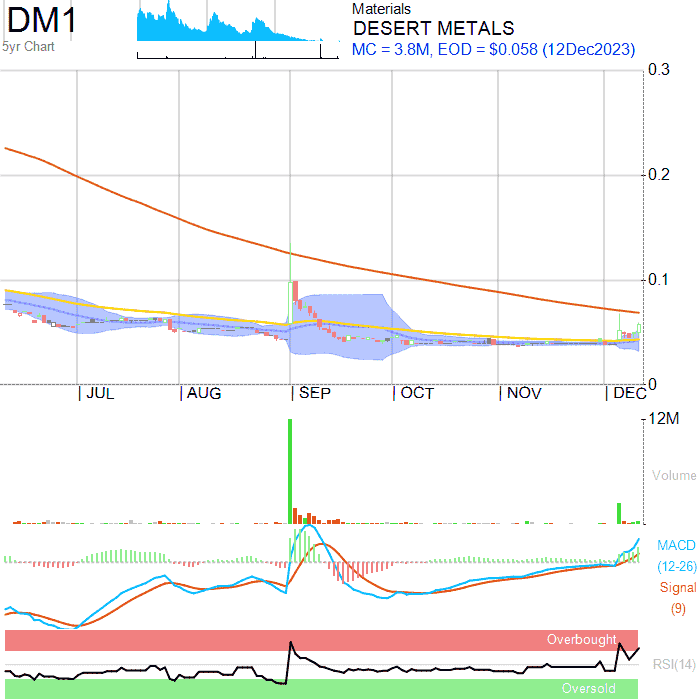 DM1
5yr Chart
Materials
DESERT METALS
MC = 3.8M, EOD = $0.058 (12Dec2023)
0.3
0.2
0.1
0
JUL
AUG
SEP
OCT
NOV
DEC
12M
Volume
MACD
(12-26)
Signal
(9)
Overbought
RSI(14)
Oversold